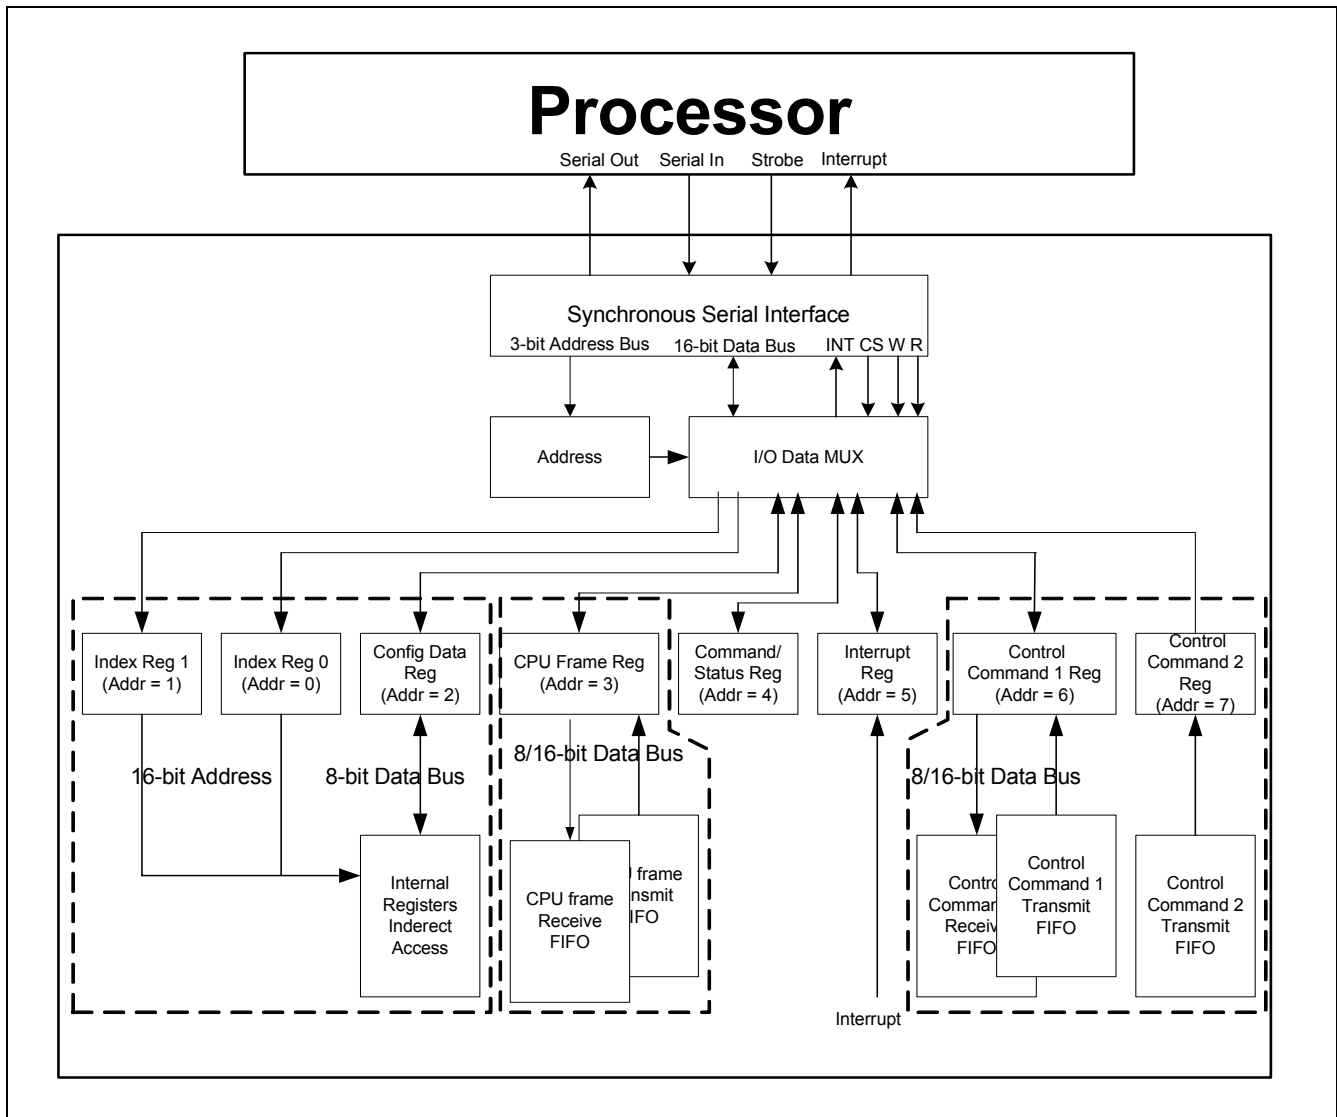 Processor
Serial Out Serial In Strobe Interrupt
Synchronous Serial Interface
3-bit Address Bus 16-bit Data Bus INT CS W R
Address
I/O Data MUX
Index Reg 1
(Addr = 1)
Index Reg 0
(Addr = 0)
Config Data
Reg
(Addr = 2)
CPU Frame Reg
(Addr = 3)
Command/
Status Reg
(Addr = 4)
Interrupt
Reg
(Addr = 5)
Control
Command 1 Reg
(Addr = 6)
Control
Command 2
Reg
(Addr = 7)
16-bit Address
8-bit Data Bus
8/16-bit Data Bus
8/16-bit Data Bus
Internal
Registers
Inderect
Access
CPU frame
Receive
FIFO
frame
Control
Command 1
Transmit
FIFO
FIFO
Control
Command 2
Transmit
FIFO
Interrupt